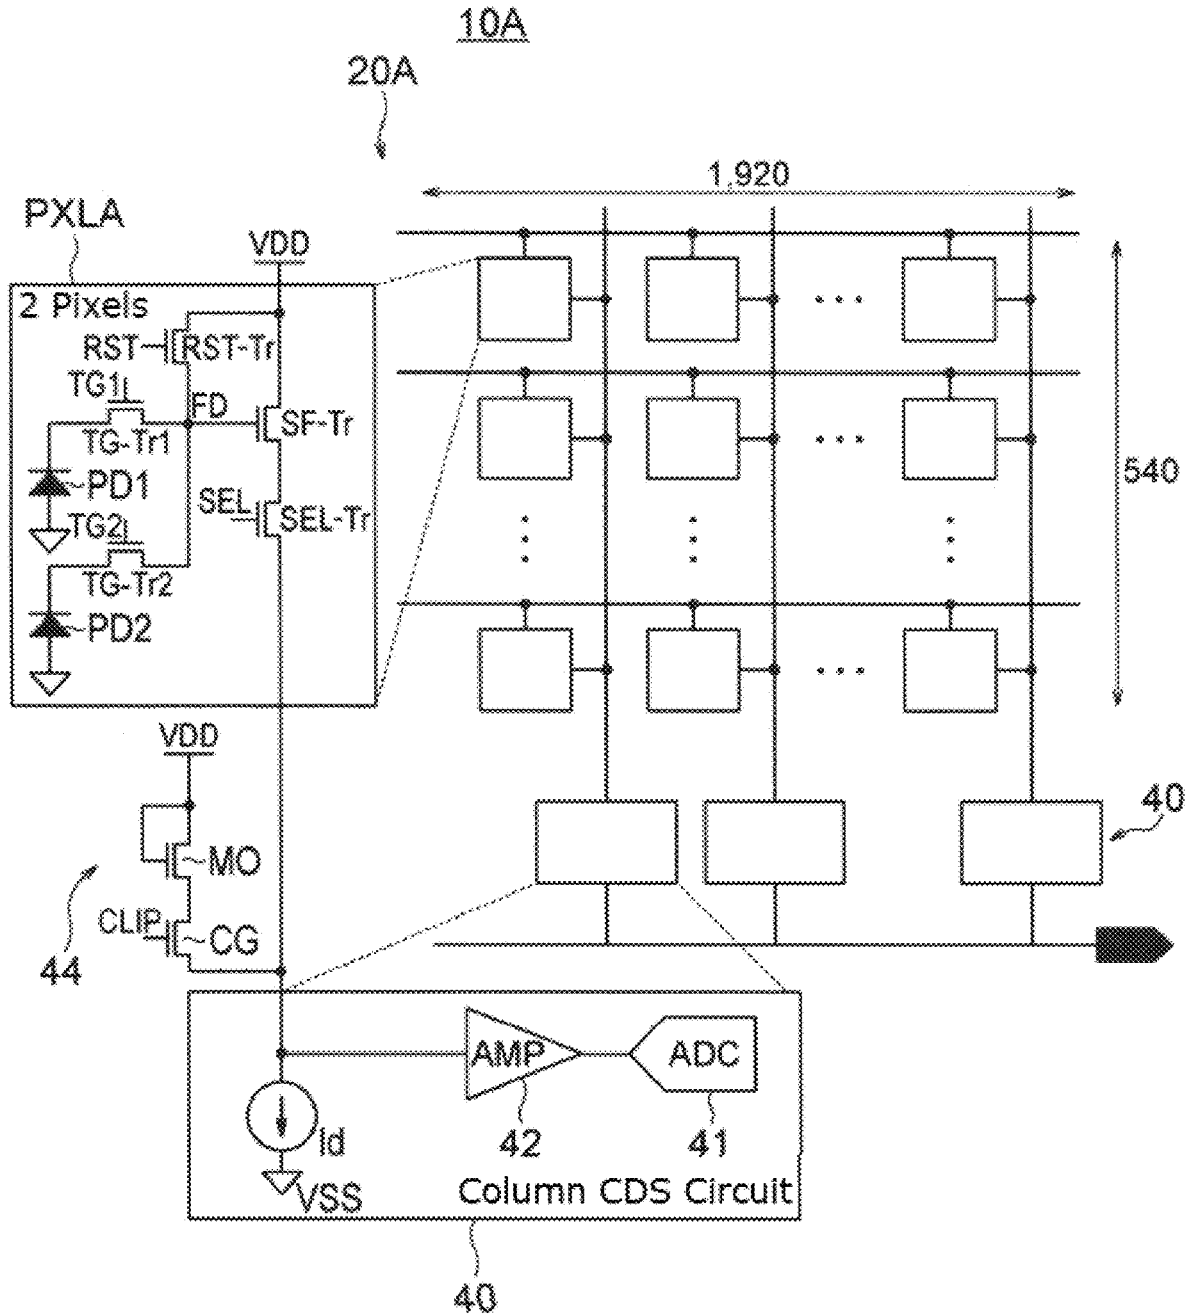 10A
20A
1,920
PXLA
VDD
2 Pixels
RST
RST-Tr
TG1
FD
TG-Tr1
SF-Tr
PD1
SEL
SEL-Tr
TG2
TG-Tr2
PD2
540
VDD
MO
CLIP
CG
44
40
AMP
ADC
42
41
Id
VSS
Column CDS Circuit
40